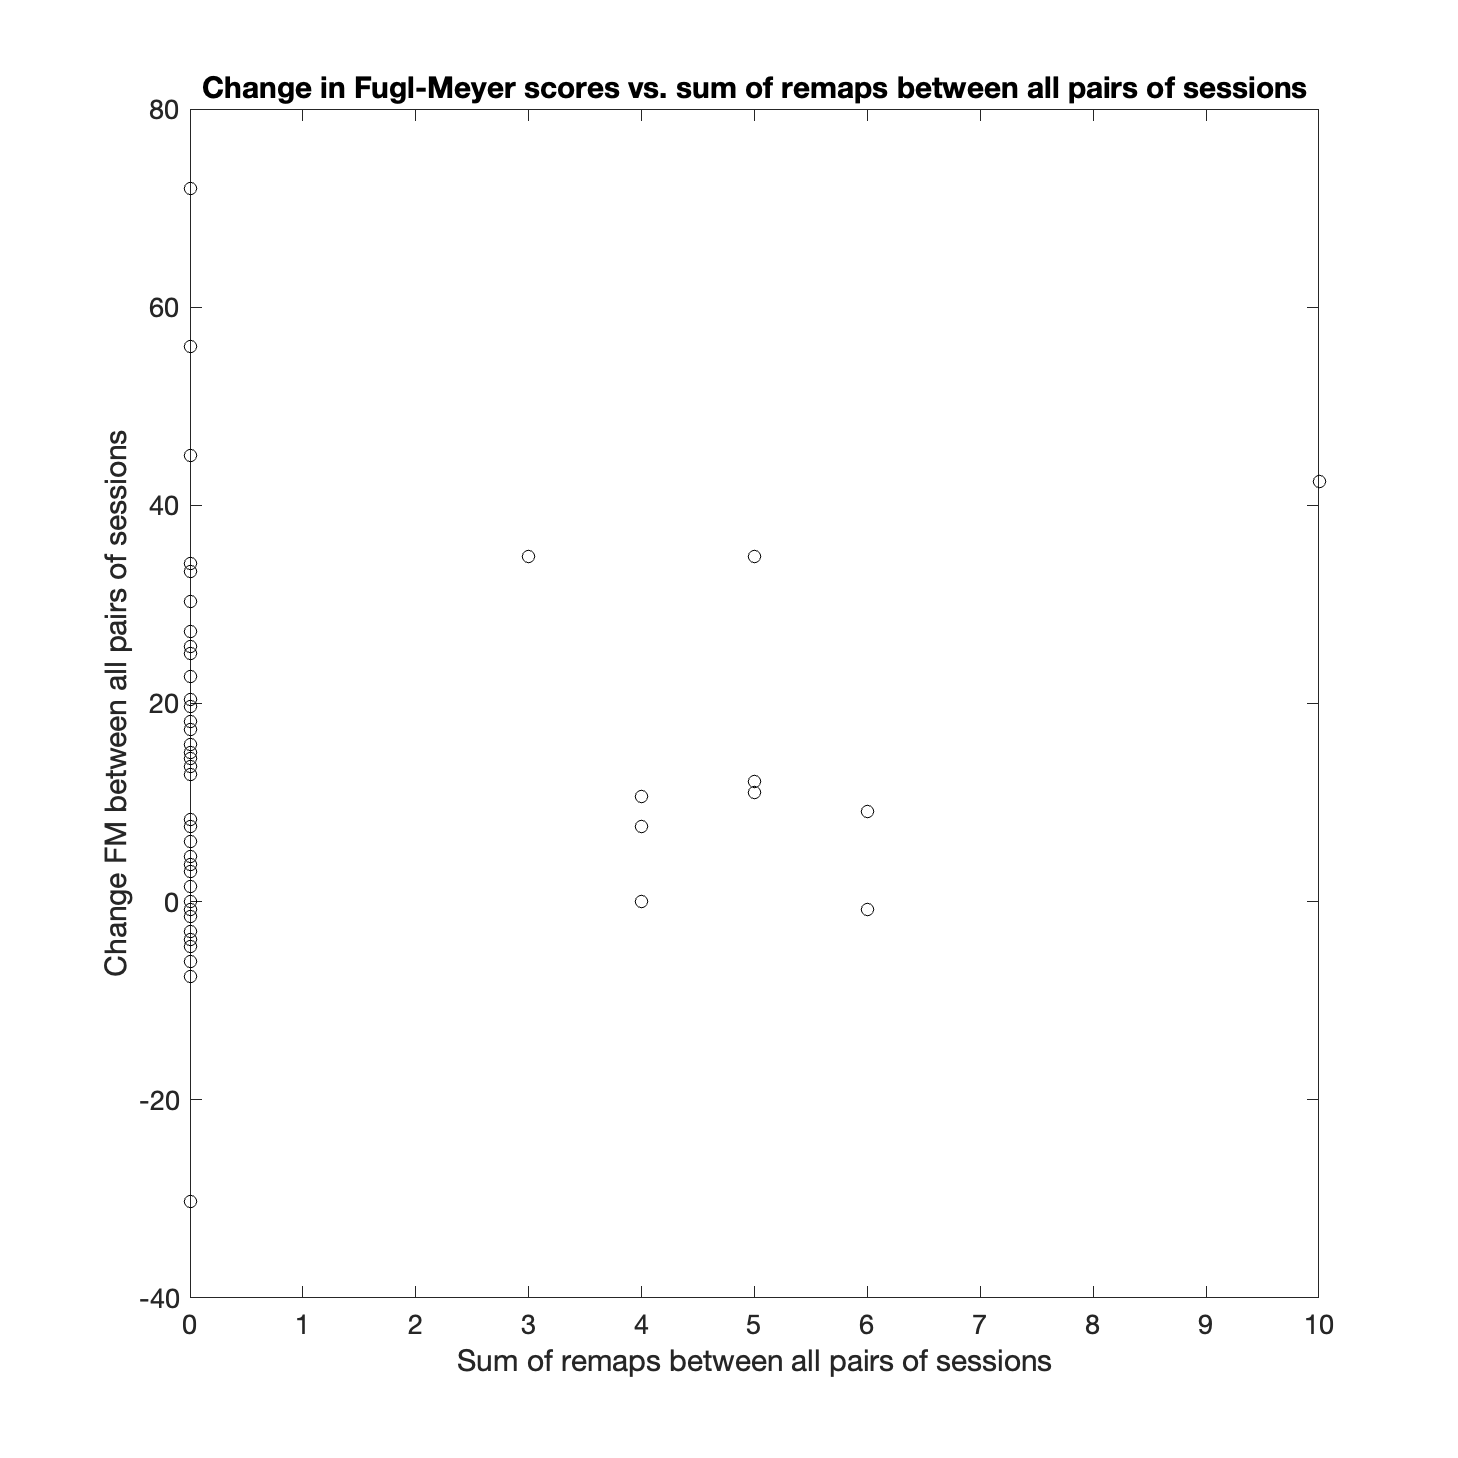 Change in Fugl-Meyer scores vs. sum of remaps between all pairs of sessions
80
60
40
20
0
-20
-40
Change FM between all pairs of sessions
0 1 2 3 4 5 6 7 8 9 10
Sum of remaps between all pairs of sessions